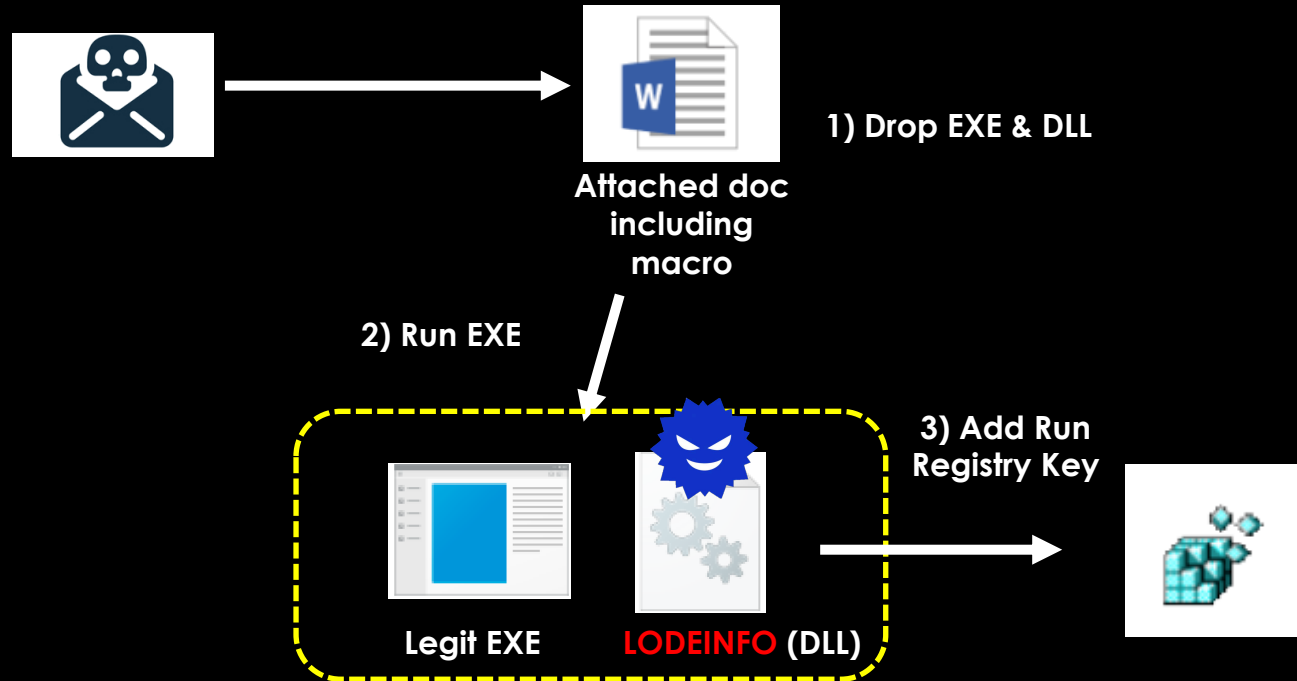 W
1) Drop EXE & DLL
Attached doc
including
macro
2) Run EXE
3) Add Run
Registry Key
Legit EXE
LODEINFO (DLL)